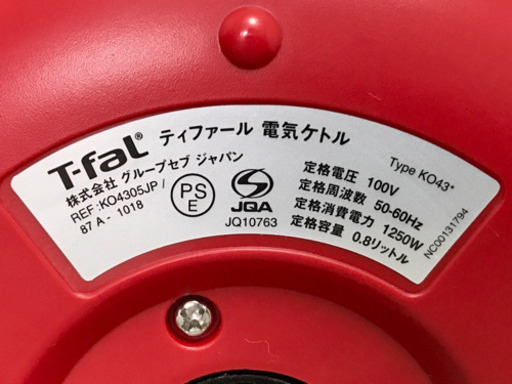 T-faL® ティファール 電気ケトル
株式会社 グループセブ ジャパン
REF:KO4305JP/
87 A - 1018
PS
E
JQA
JQ10763
Type KO43*
定格電圧 100V
定格周波数 50-60Hz
定格消費電力 1250W
定格容量 0.8リットル
NC00131794